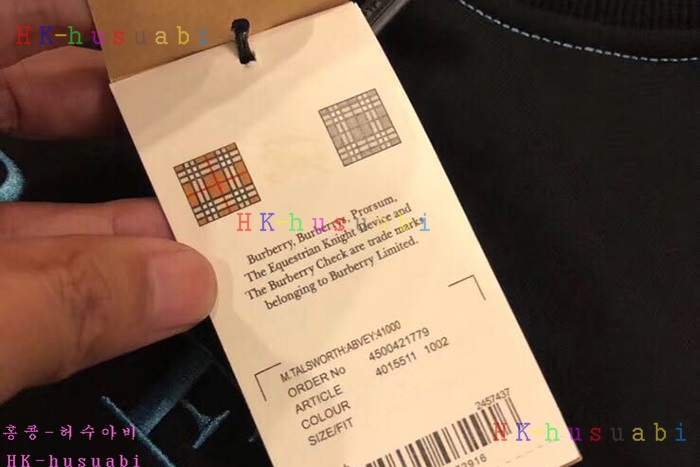 HK-husuabi
HK-husuabi
Burberry, Burberrys, Prorsum,
The Equestrian Knight Device and
The Burberry Check are trade marks
belonging to Burberry Limited.
M.TALSWORTH:ABVEY:41000
ORDER No 4500421779
ARTICLE 4015511 1002
COLOUR
SIZE/FIT
2457437
홍콩-허수아비
HK-husuabi
HK-husuabi